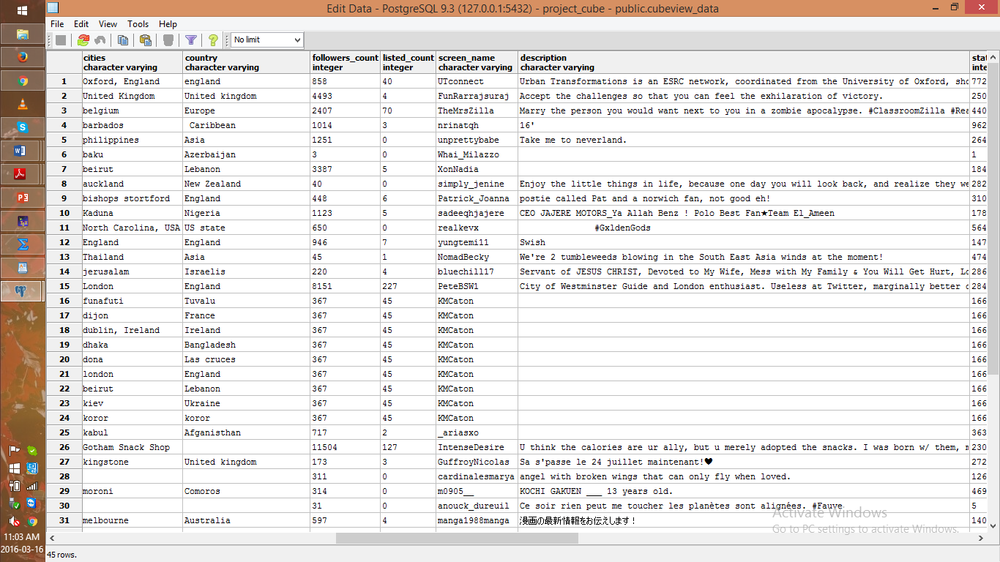 Edit Data - PostgreSQL 9.3 (127.0.0.1:5432) - project_cube - public.cubeview_data
File Edit View Tools Help
No limit
cities country followers_count listed_count screen_name description
character varying character varying integer integer character varying character varying
1 Oxford, England england 858 40 UTconnect Urban Transformations is an ESRC network, coordinated from the University of Oxford, 772
2 United Kingdom United kingdom 4493 4 FunRarrajsuraj Accept the challenges so that you can feel the exhilaration of victory. 250
3 belgium Europe 2407 70 TheMrsZilla Marry the person you would want next to you in a zombie apocalypse. #ClassroomZilla 440
4 barbados Caribbean 1014 3 nrinatqh 16' 962
5 philippines Asia 1251 0 unprettybabe Take me to neverland. 264
6 baku Azerbaijan 3 0 Whai_Milazzo 1
7 beirut Lebanon 3387 5 XonNadia 184
8 auckland New Zealand 40 0 simply_jenine Enjoy the little things in life, because one day you will look back, and realize they 282
9 bishops stortford England 448 6 Patrick_Joanna postie called Pat and a norwich fan, not good eh! 310
10 Kaduna Nigeria 1123 5 sadeeqhjajere CEO JAJERE MOTORS_Ya Allah Benz ! Polo Best Fan★Team El_Ameen 178
11 North Carolina, USA US state 650 0 realkevx #GxldenGods 564
12 England England 946 7 yungtemi11 Swish 147
13 Thailand Asia 45 1 NomadBecky We're 2 tumbleweeds blowing in the South East Asia winds at the moment! 474
14 jerusalam Israelis 220 4 bluechill17 Servant of JESUS CHRIST, Devoted to My Wife, Mess with My Family & You Will Get Hurt, 286
15 London England 8151 227 PeteBSW1 City of Westminster Guide and London enthusiast. Useless at Twitter, marginally better 284
16 funafuti Tuvalu 367 45 KMCaton 166
17 dijon France 367 45 KMCaton 166
18 dublin, Ireland Ireland 367 45 KMCaton 166
19 dhaka Bangladesh 367 45 KMCaton 166
20 dona Las cruces 367 45 KMCaton 166
21 london England 367 45 KMCaton 166
22 beirut Lebanon 367 45 KMCaton 166
23 kiev Ukraine 367 45 KMCaton 166
24 koror koror 367 45 KMCaton 166
25 kabul Afganisthan 717 2 _ariasxo 363
26 Gotham Snack Shop 11504 127 IntenseDesire U think the calories are ur ally, but u merely adopted the snacks. I was born w/ them, 230
27 kingstone United kingdom 173 3 GuffroyNicolas Sa s'passe le 24 juillet maintenant!♥ 272
28 311 0 cardinalesmarya angel with broken wings that can only fly when loved. 126
29 moroni Comoros 314 0 m0905__ KOCHI GAKUEN ___ 13 years old. 469
30 31 0 anouck_dureuil Ce soir rien peut me toucher les planètes sont alignées. #Fauve 5
31 melbourne Australia 597 4 manga1988manga 漫画の最新情報をお伝えします！ 140
Activate Windows
Go to PC settings to activate Windows.
45 rows.
11:03 AM
2016-03-16